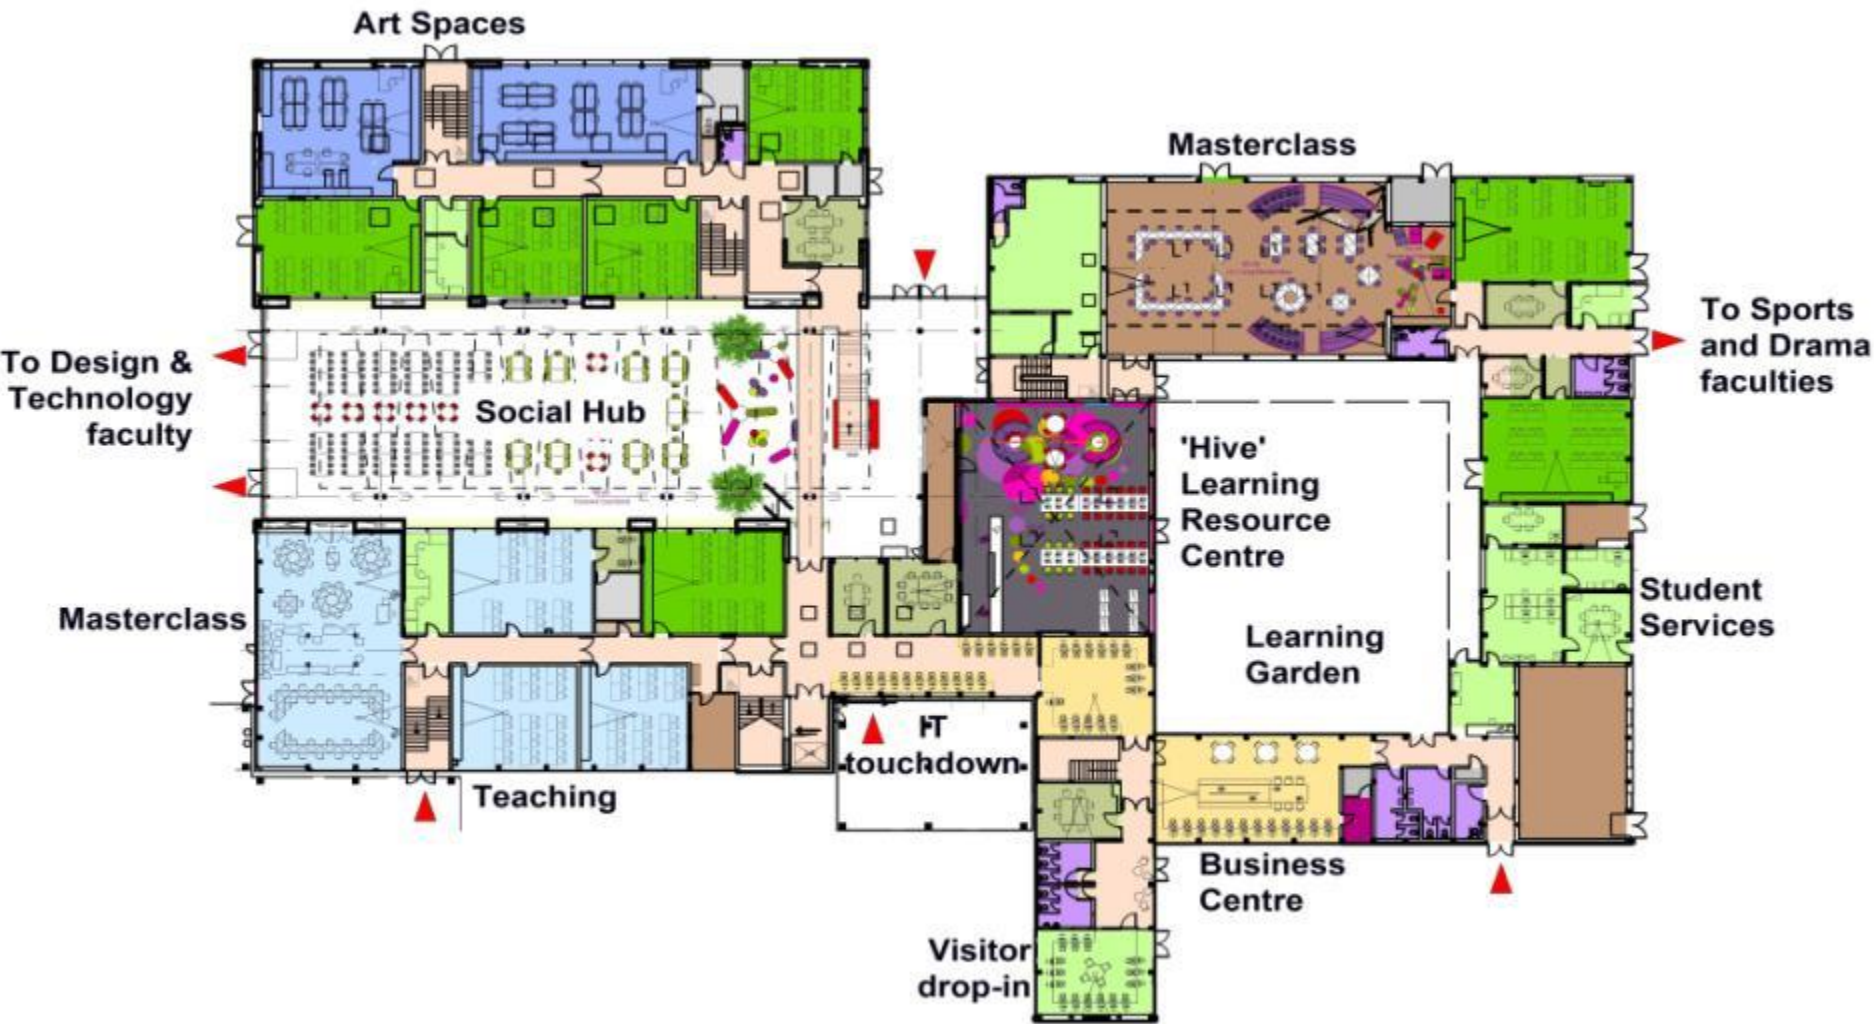 Art Spaces
Masterclass
To Design &
Technology
faculty
Social Hub
To Sports
and Drama
faculties
'Hive'
Learning
Resource
Centre
Masterclass
Learning
Garden
Student
Services
IT
touchdown
Teaching
Business
Centre
Visitor
drop-in